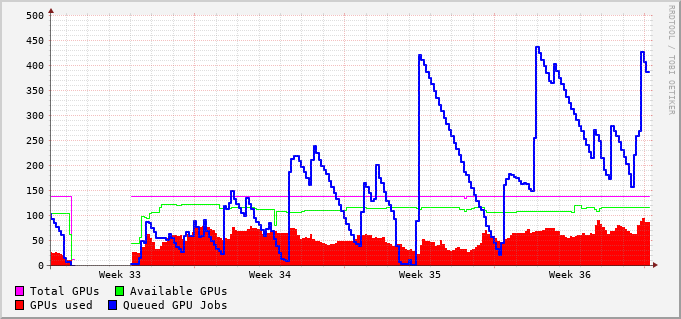 500
450
400
350
300
250
200
150
100
50
0
Week 33 Week 34 Week 35 Week 36
Total GPUs Available GPUs
GPUs used Queued GPU Jobs
RRDTOOL / TOBI OETIKER